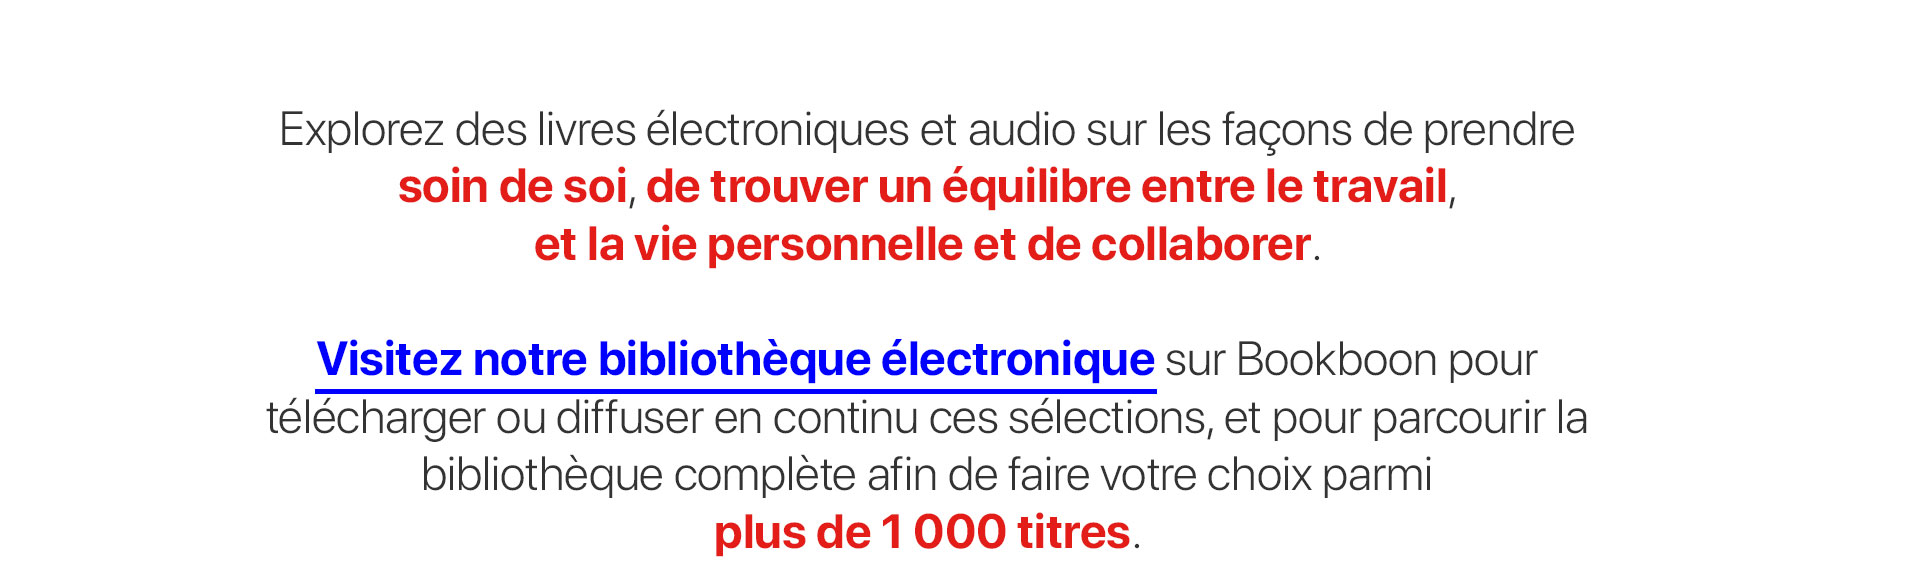 Explorez des livres électroniques et audio sur les façons de prendre
soin de soi, de trouver un équilibre entre le travail,
et la vie personnelle et de collaborer.
Visitez notre bibliothèque électronique sur Bookboon pour
télécharger ou diffuser en continu ces sélections, et pour parcourir la
bibliothèque complète afin de faire votre choix parmi
plus de 1 000 titres.